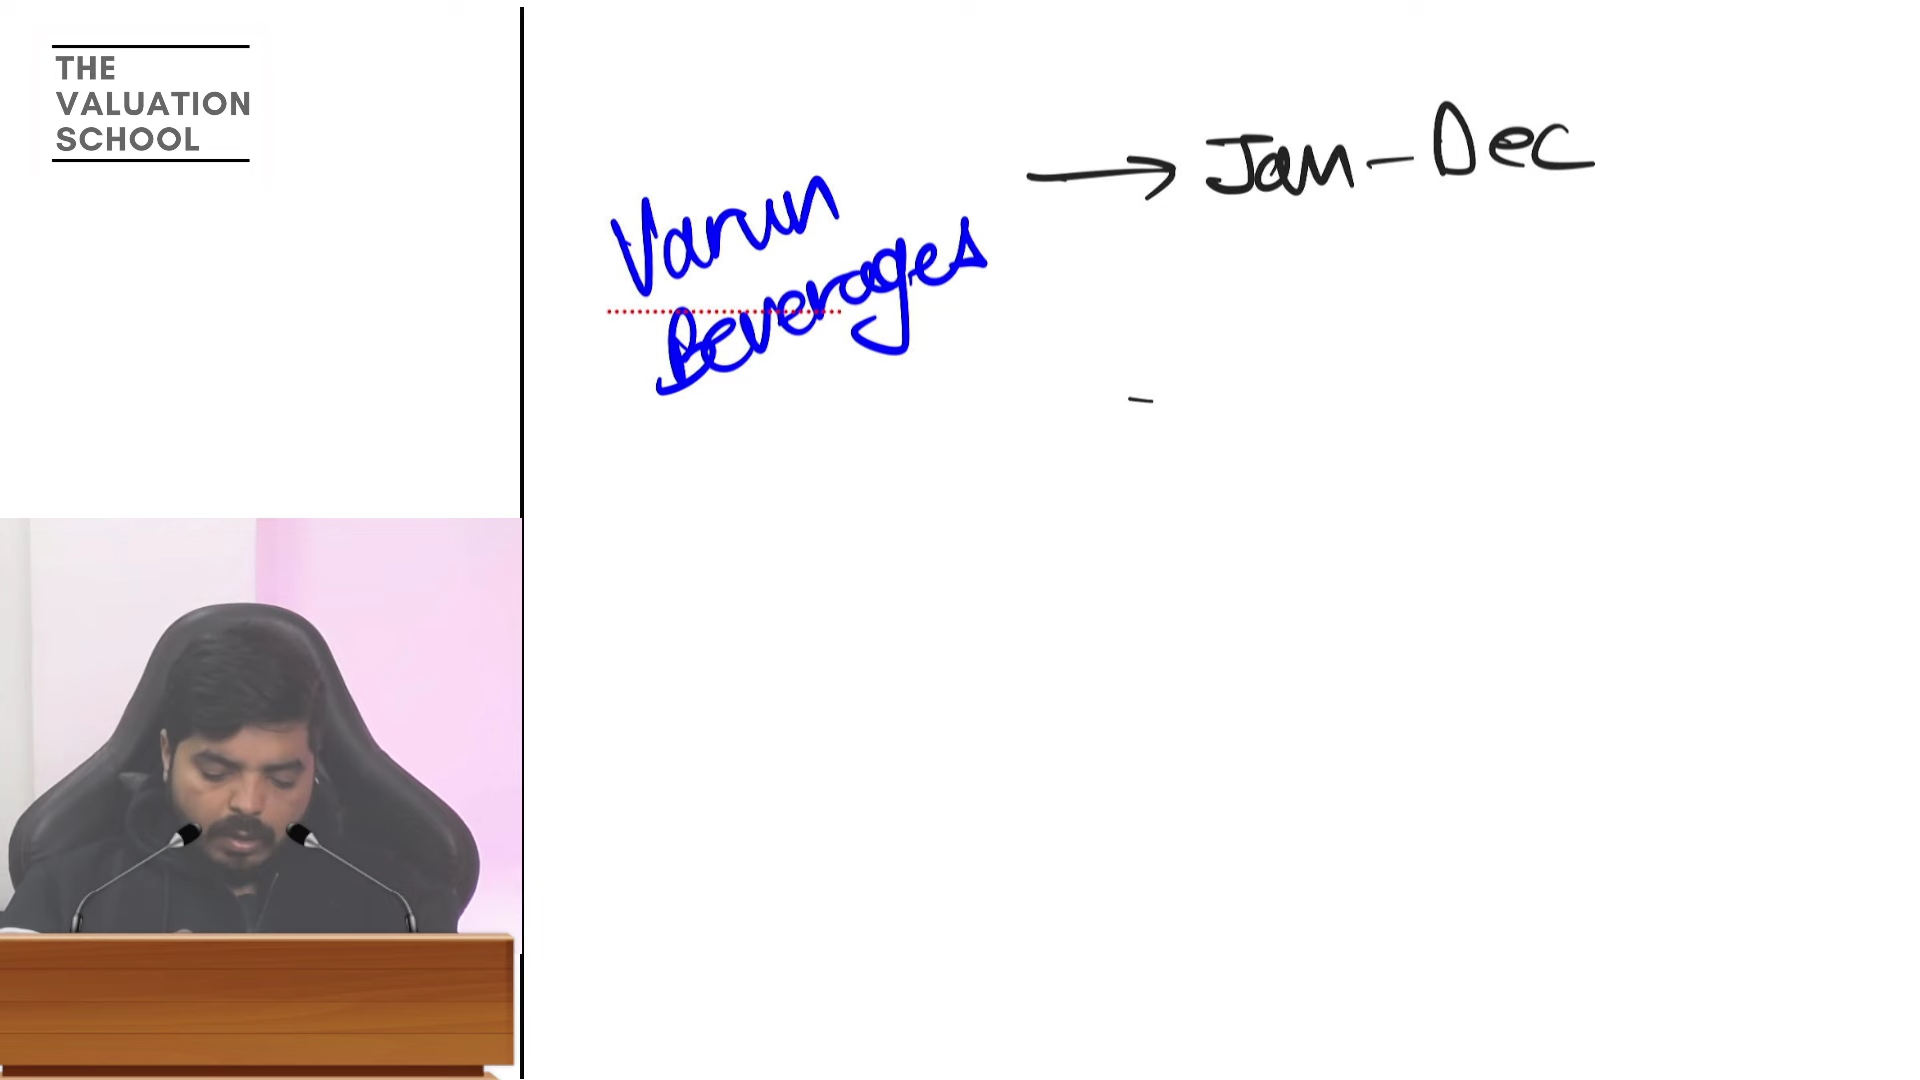 THE
VALUATION
SCHOOL
Varun
Beverages
→ Jan - Dec
-